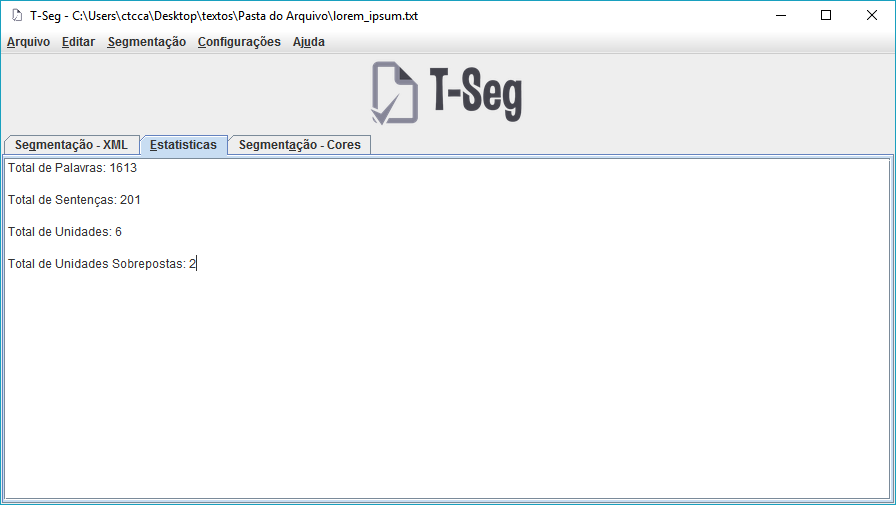 T-Seg - C:\Users\ctcca\Desktop\textos\Pasta do Arquivo\lorem_ipsum.txt
Arquivo Editar Segmentação Configurações Ajuda
T-Seg
Segmentação - XML Estatísticas Segmentação - Cores
Total de Palavras: 1613
Total de Sentenças: 201
Total de Unidades: 6
Total de Unidades Sobrepostas: 2